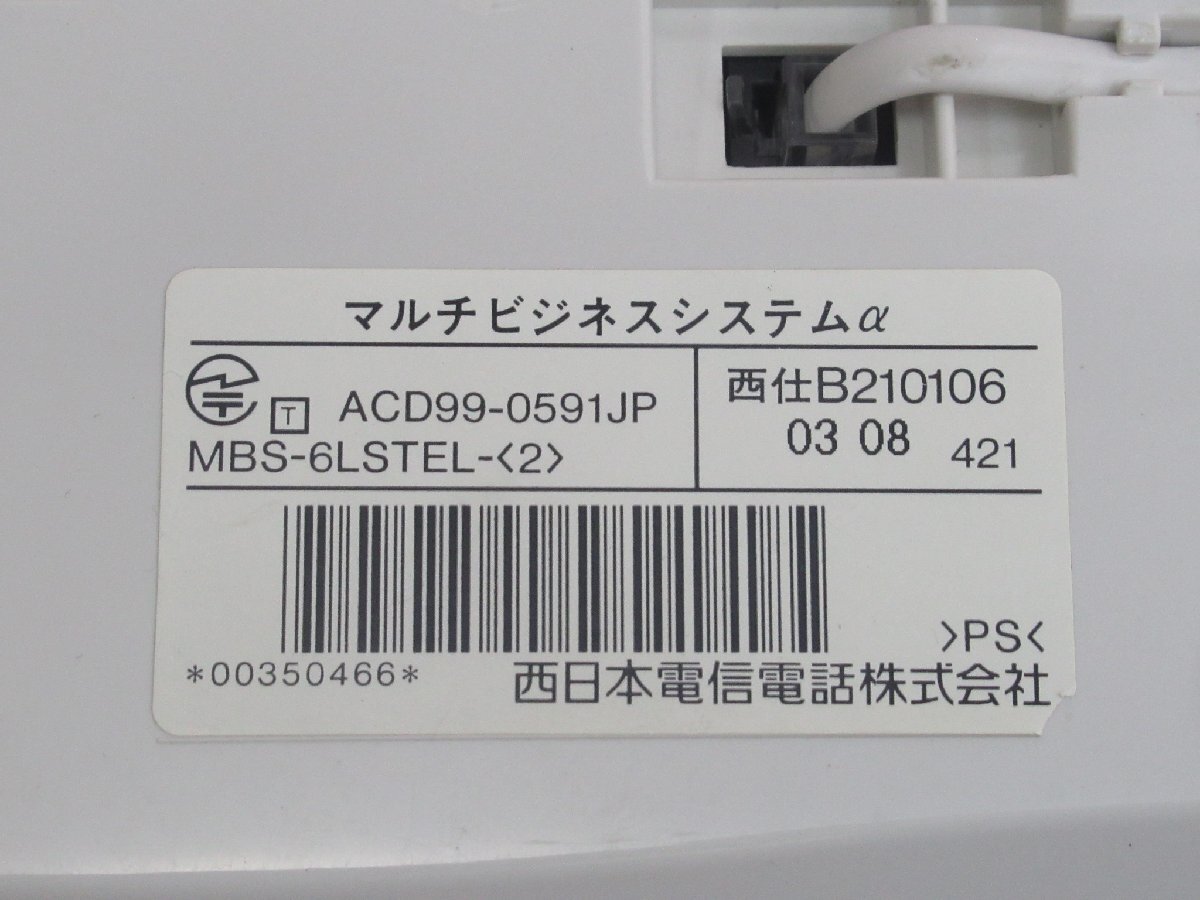 マルチビジネスシステムα
T ACD99-0591JP
MBS-6LSTEL-<2>
西仕B210106
03 08 421
*00350466*
>PS<
西日本電信電話株式会社